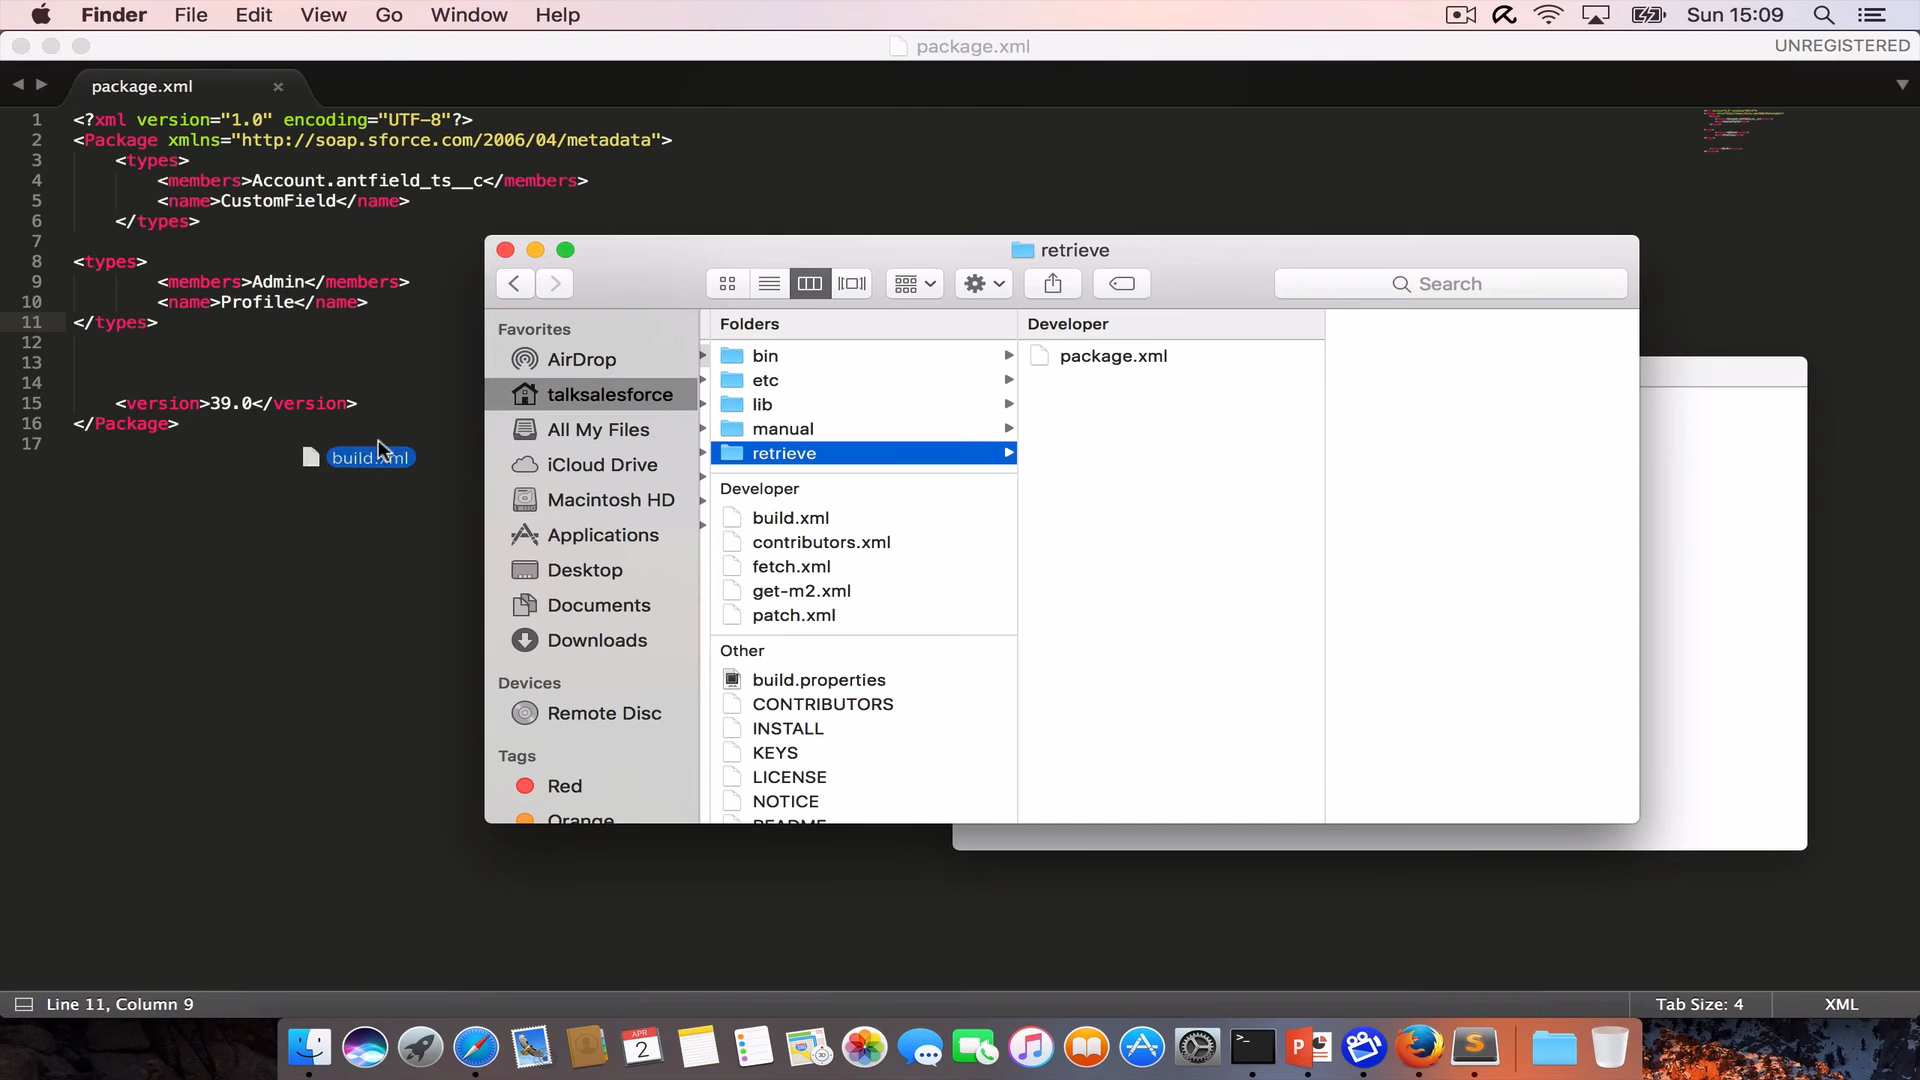 Finder File Edit View Go Window Help Sun 15:09
package.xml UNREGISTERED
package.xml
1 <?xml version="1.0" encoding="UTF-8"?>
2 <Package xmlns="http://soap.sforce.com/2006/04/metadata">
3 <types>
4 <members>Account.antfield_ts__c</members>
5 <name>CustomField</name>
6 </types>
7
8 <types>
9 <members>Admin</members>
10 <name>Profile</name>
11 </types>
12
13
14
15 <version>39.0</version>
16 </Package>
17
build.xml
retrieve
Search
Favorites
AirDrop
talksalesforce
All My Files
iCloud Drive
Macintosh HD
Applications
Desktop
Documents
Downloads
Devices
Remote Disc
Tags
Red
Orange
Folders
bin
etc
lib
manual
retrieve
Developer
build.xml
contributors.xml
fetch.xml
get-m2.xml
patch.xml
Other
build.properties
CONTRIBUTORS
INSTALL
KEYS
LICENSE
NOTICE
README
Developer
package.xml
Line 11, Column 9 Tab Size: 4 XML
APR
2
3D
>_
P
S